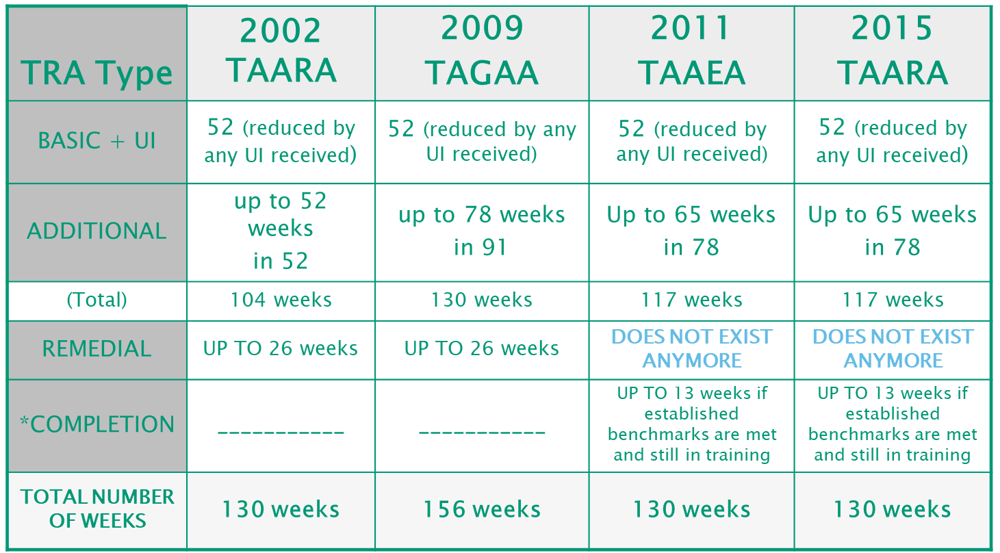 TRA Type
2002
TAARA
2009
TAGAA
2011
TAAEA
2015
TAARA
BASIC + UI
52 (reduced by
any UI received)
52 (reduced by any
UI received)
52 (reduced by
any UI received)
52 (reduced by
any UI received)
ADDITIONAL
up to 52
weeks
in 52
up to 78 weeks
in 91
Up to 65 weeks
in 78
Up to 65 weeks
in 78
(Total)
104 weeks
130 weeks
117 weeks
117 weeks
REMEDIAL
UP TO 26 weeks
UP TO 26 weeks
DOES NOT EXIST
ANYMORE
DOES NOT EXIST
ANYMORE
*COMPLETION
___________
___________
UP TO 13 weeks if
established
benchmarks are met
and still in training
UP TO 13 weeks if
established
benchmarks are met
and still in training
TOTAL NUMBER
OF WEEKS
130 weeks
156 weeks
130 weeks
130 weeks